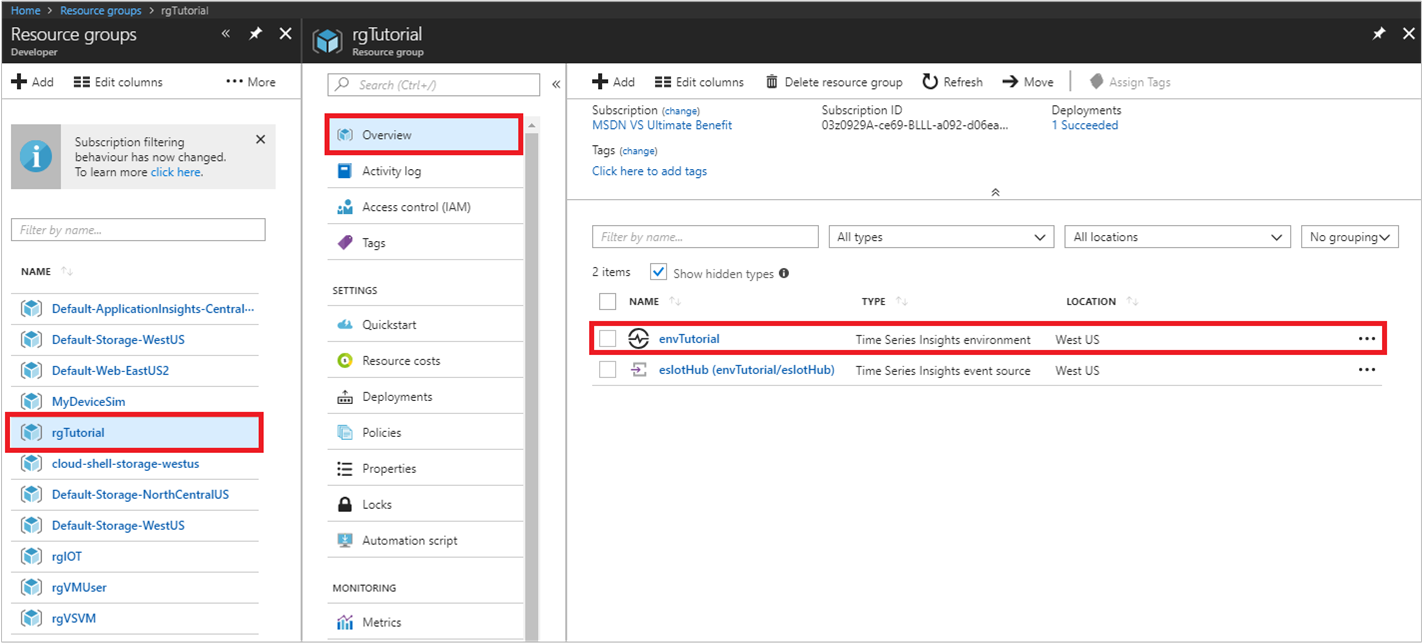 Home > Resource groups > rgTutorial
Resource groups
Developer
Add
Edit columns
More
Subscription filtering
behaviour has now changed.
To learn more click here.
Filter by name...
NAME
Default-ApplicationInsights-Central···
Default-Storage-WestUS
Default-Web-EastUS2
MyDeviceSim
rgTutorial
cloud-shell-storage-westus
Default-Storage-NorthCentralUS
Default-Storage-WestUS
rgIOT
rgVMUser
rgVSVM
rgTutorial
Resource group
Search (Ctrl+/)
Overview
Activity log
Access control (IAM)
Tags
SETTINGS
Quickstart
Resource costs
Deployments
Policies
Properties
Locks
Automation script
MONITORING
Metrics
Add
Edit columns
Delete resource group
Refresh
Move
Assign Tags
Subscription (change)
MSDN VS Ultimate Benefit
Subscription ID
03z0929A-ce69-BLLL-a092-d06ea...
Deployments
1 Succeeded
Tags (change)
Click here to add tags
Filter by name...
All types
All locations
No grouping
2 items
Show hidden types
NAME TYPE LOCATION
envTutorial Time Series Insights environment West US
esIotHub (envTutorial/esIotHub) Time Series Insights event source West US